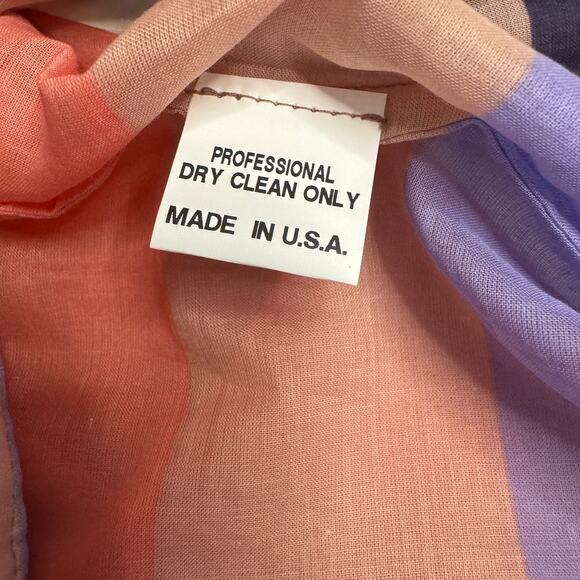 PROFESSIONAL
DRY CLEAN ONLY
MADE IN U.S.A.